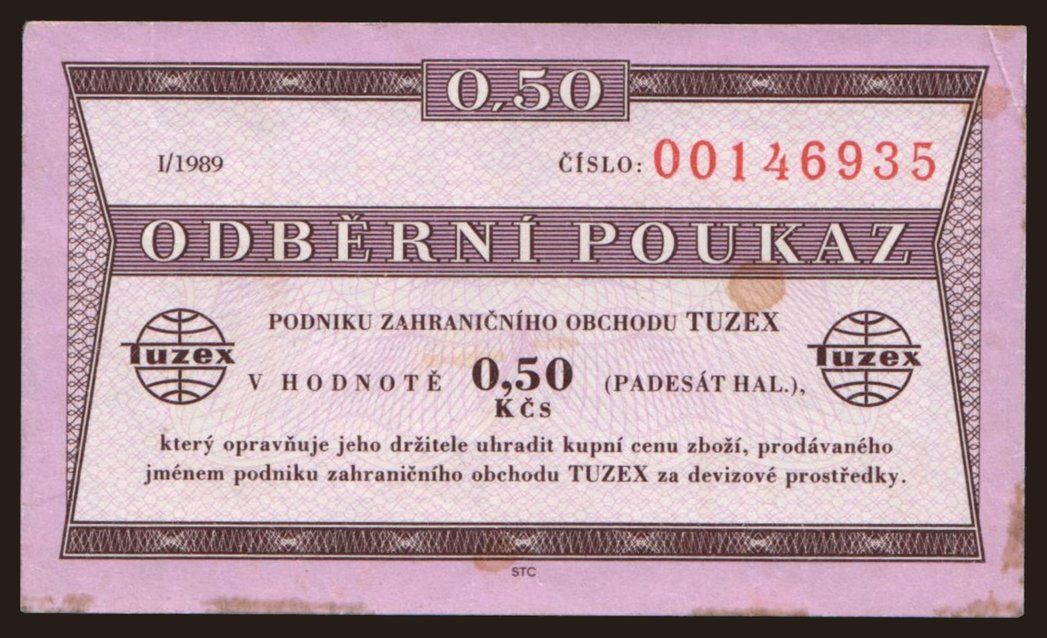 0,50
I/1989
ČÍSLO: 00146935
ODBĚRNÍ POUKAZ
PODNIKU ZAHRANIČNÍHO OBCHODU TUZEX
Tuzex
V HODNOTĚ 0,50 (PADESÁT HAL.),
KČS
Tuzex
který opravňuje jeho držitele uhradit kupní cenu zboží, prodávaného
jménem podniku zahraničního obchodu TUZEX za devizové prostředky.
STC